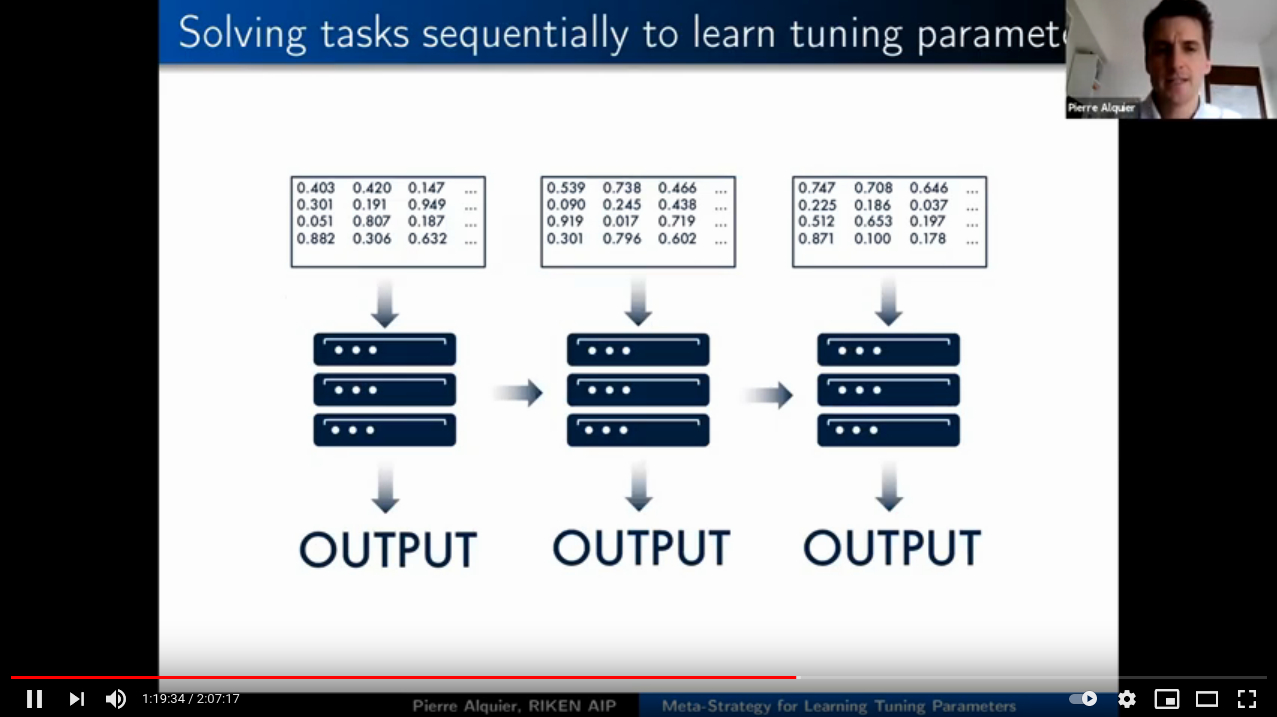 Solving tasks sequentially to learn tuning paramet
Pierre Alquier
0.403 0.420 0.147 ...
0.301 0.191 0.949 ...
0.051 0.807 0.187 ...
0.882 0.306 0.632 ...
0.539 0.738 0.466 ...
0.090 0.245 0.438 ...
0.919 0.017 0.719 ...
0.301 0.796 0.602 ...
0.747 0.708 0.646 ...
0.225 0.186 0.037 ...
0.512 0.653 0.197 ...
0.871 0.100 0.178 ...
OUTPUT
OUTPUT
OUTPUT
1:19:34 / 2:07:17
Pierre Alquier, RIKEN AIP
Meta-Strategy for Learning Tuning Parameters